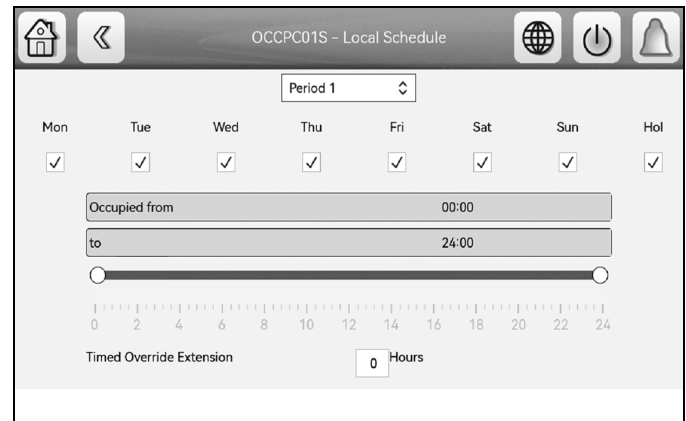 OCCPC01S – Local Schedule
Period 1
Mon Tue Wed Thu Fri Sat Sun Hol
Occupied from 00:00
to 24:00
0 2 4 6 8 10 12 14 16 18 20 22 24
Timed Override Extension 0 Hours